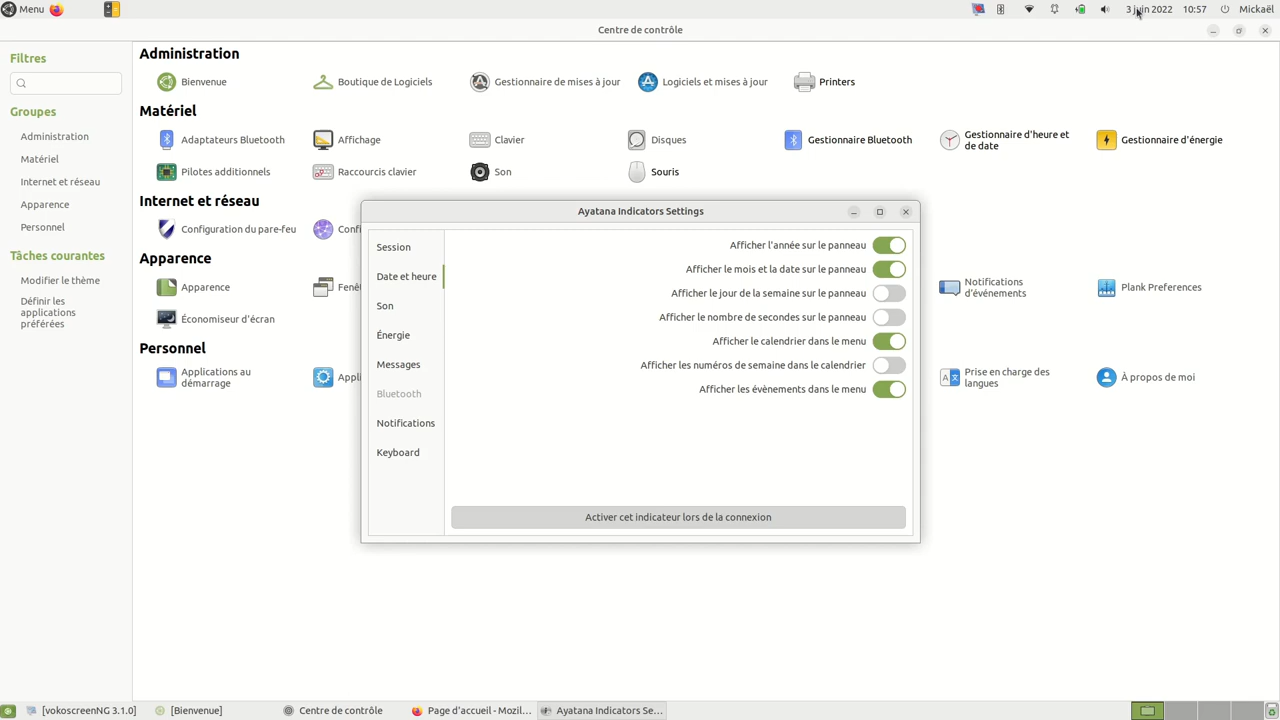 Menu
3 juin 2022 10:57 Mickaël
Centre de contrôle
Filtres
Groupes
Administration
Matériel
Internet et réseau
Apparence
Personnel
Tâches courantes
Modifier le thème
Définir les
applications
préférées
Administration
Bienvenue
Boutique de Logiciels
Gestionnaire de mises à jour
Logiciels et mises à jour
Printers
Matériel
Adaptateurs Bluetooth
Affichage
Clavier
Disques
Gestionnaire Bluetooth
Gestionnaire d'heure et
de date
Gestionnaire d'énergie
Pilotes additionnels
Raccourcis clavier
Son
Souris
Internet et réseau
Configuration du pare-feu
Confi
Apparence
Apparence
Fenêt
Notifications
d'événements
Plank Preferences
Économiseur d'écran
Personnel
Applications au
démarrage
Appli
Prise en charge des
langues
À propos de moi
Ayatana Indicators Settings
Session
Date et heure
Son
Énergie
Messages
Bluetooth
Notifications
Keyboard
Afficher l'année sur le panneau
Afficher le mois et la date sur le panneau
Afficher le jour de la semaine sur le panneau
Afficher le nombre de secondes sur le panneau
Afficher le calendrier dans le menu
Afficher les numéros de semaine dans le calendrier
Afficher les évènements dans le menu
Activer cet indicateur lors de la connexion
[vokoscreenNG 3.1.0]
[Bienvenue]
Centre de contrôle
Page d'accueil - Mozil...
Ayatana Indicators Se...